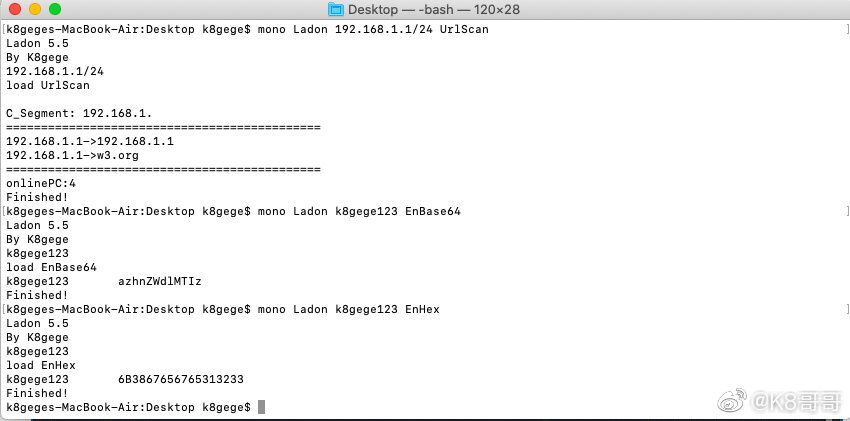 Desktop — -bash — 120×28
[k8geges-MacBook-Air:Desktop k8gege$ mono Ladon 192.168.1.1/24 UrlScan ]
Ladon 5.5
By K8gege
192.168.1.1/24
load UrlScan
C_Segment: 192.168.1.
=============================================
192.168.1.1->192.168.1.1
192.168.1.1->w3.org
=============================================
onlinePC:4
Finished!
[k8geges-MacBook-Air:Desktop k8gege$ mono Ladon k8gege123 EnBase64 ]
Ladon 5.5
By K8gege
k8gege123
load EnBase64
k8gege123 azhnZWdlMTIz
Finished!
[k8geges-MacBook-Air:Desktop k8gege$ mono Ladon k8gege123 EnHex ]
Ladon 5.5
By K8gege
k8gege123
load EnHex
k8gege123 6B3867656765313233
Finished!
k8geges-MacBook-Air:Desktop k8gege$
@K8哥哥